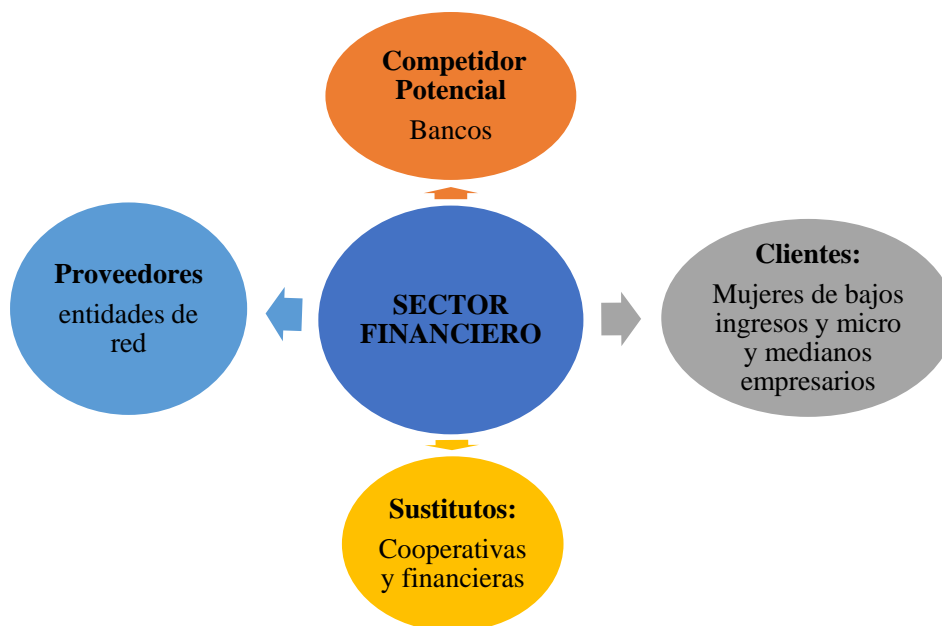 Competidor
Potencial
Bancos
Proveedores
entidades de
red
SECTOR
FINANCIERO
Clientes:
Mujeres de bajos
ingresos y micro
y medianos
empresarios
Sustitutos:
Cooperativas
y financieras